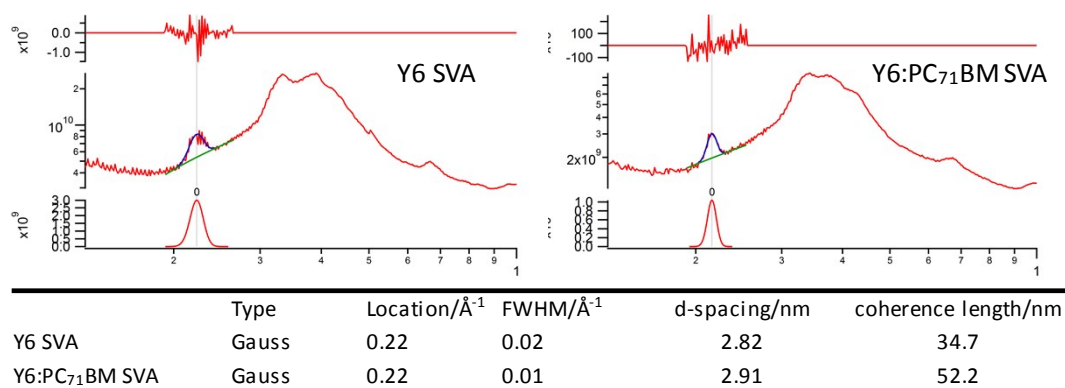 x10⁹
0.0
-1.0
Y6 SVA
2
10¹⁰
8
6
4
0
x10⁹
3.0
2.5
2.0
1.5
1.0
0.5
0.0
2 3 4 5 6 7 8 9 1
100
0
-100
Y6:PC₇₁BM SVA
6
5
4
3
2x10⁹
0
1.0
0.8
0.6
0.4
0.2
0.0
2 3 4 5 6 7 8 9 1
Type Location/Å⁻¹ FWHM/Å⁻¹ d-spacing/nm coherence length/nm
Y6 SVA Gauss 0.22 0.02 2.82 34.7
Y6:PC₇₁BM SVA Gauss 0.22 0.01 2.91 52.2